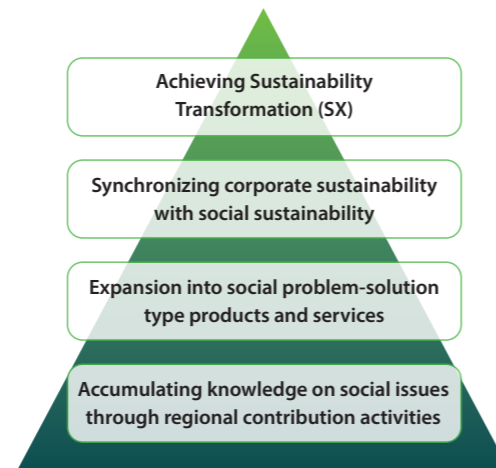 Achieving Sustainability
Transformation (SX)
Synchronizing corporate sustainability
with social sustainability
Expansion into social problem-solution
type products and services
Accumulating knowledge on social issues
through regional contribution activities